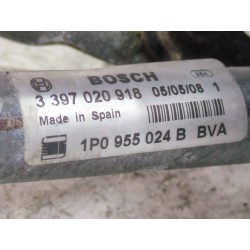 BOSCH
3 397 020 918 05/05/08 1
Made in Spain
1P0 955 024 B BVA